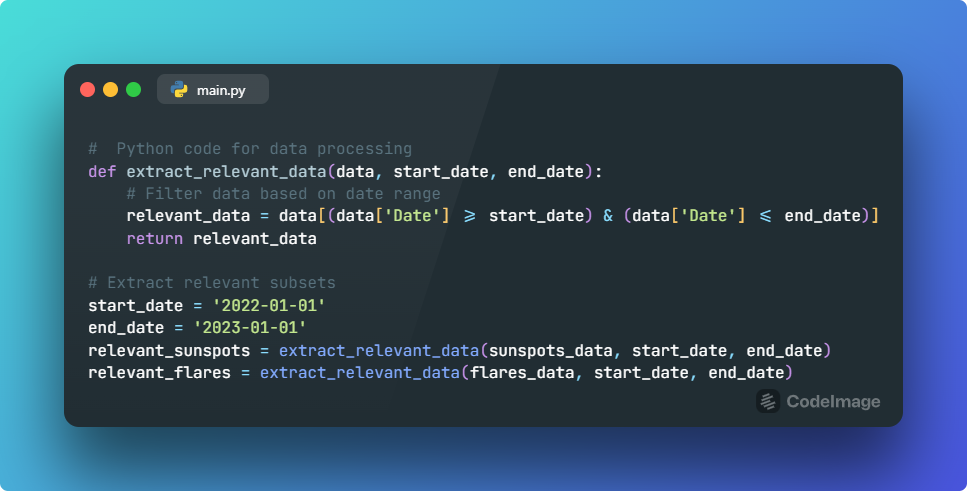 main.py
#  Python code for data processing
def extract_relevant_data(data, start_date, end_date):
    # Filter data based on date range
    relevant_data = data[(data['Date'] >= start_date) & (data['Date'] <= end_date)]
    return relevant_data
# Extract relevant subsets
start_date = '2022-01-01'
end_date = '2023-01-01'
relevant_sunspots = extract_relevant_data(sunspots_data, start_date, end_date)
relevant_flares = extract_relevant_data(flares_data, start_date, end_date)
CodeImage